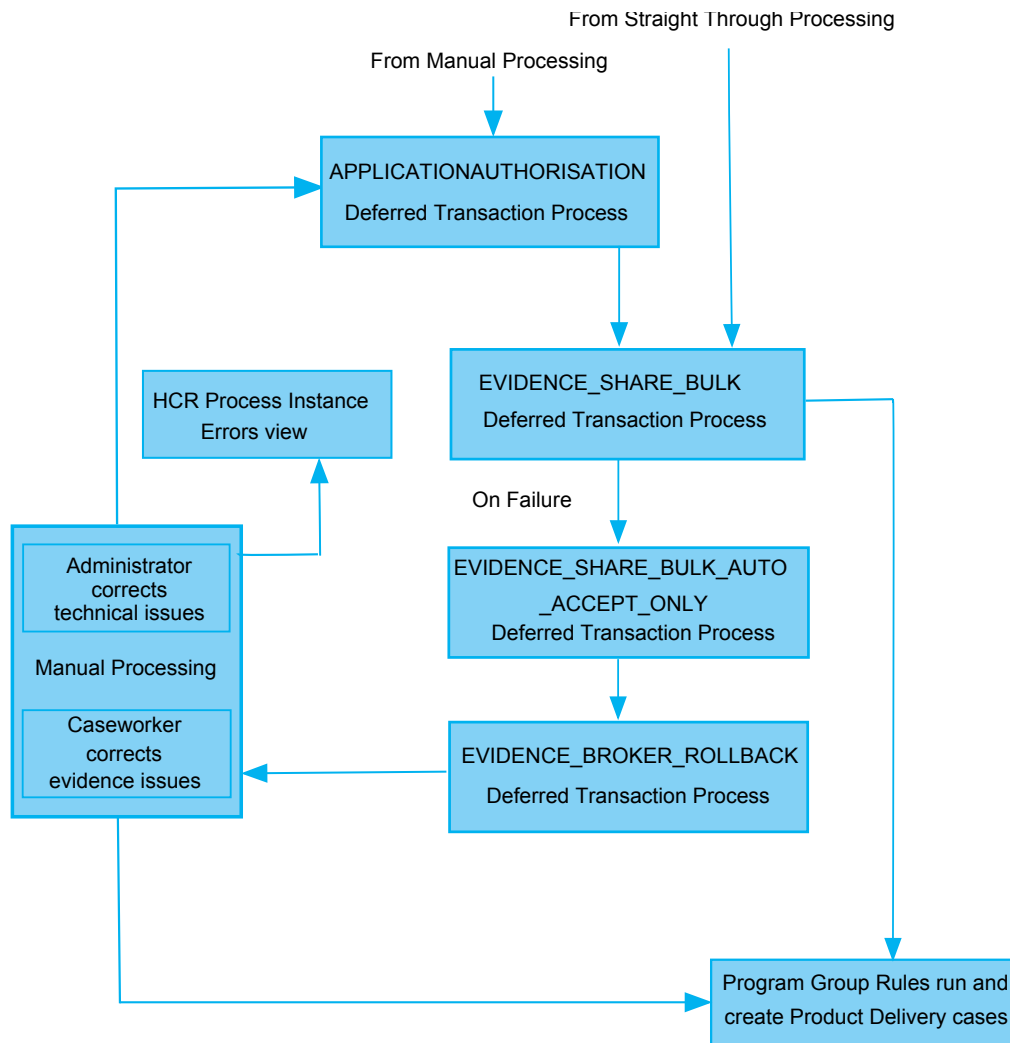 From Straight Through Processing
From Manual Processing
APPLICATIONAUTHORISATION
Deferred Transaction Process
EVIDENCE_SHARE_BULK
Deferred Transaction Process
HCR Process Instance
Errors view
On Failure
EVIDENCE_SHARE_BULK_AUTO
_ACCEPT_ONLY
Deferred Transaction Process
Administrator
corrects
technical issues
Manual Processing
Caseworker
corrects
evidence issues
EVIDENCE_BROKER_ROLLBACK
Deferred Transaction Process
Program Group Rules run and
create Product Delivery cases